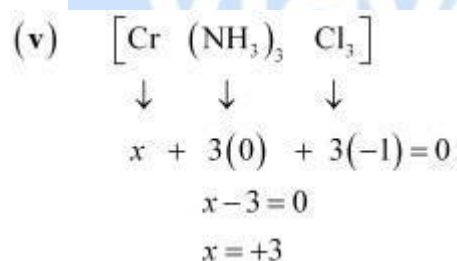 (v) [Cr (NH₃)₃ Cl₃]
↓ ↓ ↓
x + 3(0) + 3(−1) = 0
x − 3 = 0
x = +3